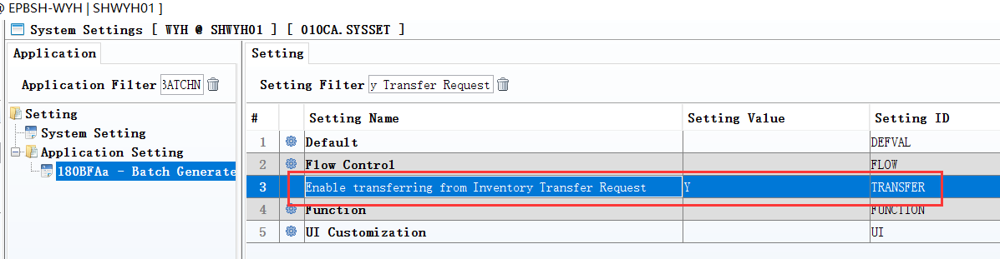 @ EPBSH-WYH | SHWYH01 ]
System Settings [ WYH @ SHWYH01 ] [ 010CA.SYSSET ]
Application
Application Filter BATCHN
Setting
System Setting
Application Setting
180BFAa - Batch Generate
Setting
Setting Filter y Transfer Request
# Setting Name Setting Value Setting ID
1 Default DEFVAL
2 Flow Control FLOW
3 Enable transferring from Inventory Transfer Request Y TRANSFER
4 Function FUNCTION
5 UI Customization UI